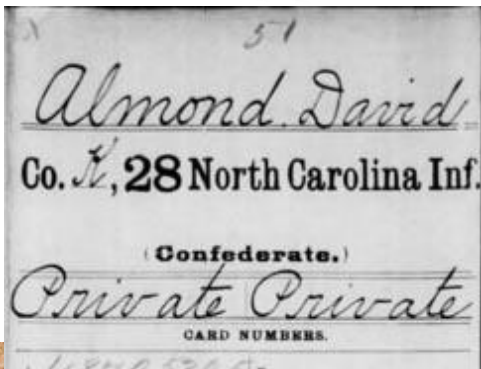 51
Almond David
Co. K, 28 North Carolina Inf.
(Confederate.)
Private Private
CARD NUMBERS.